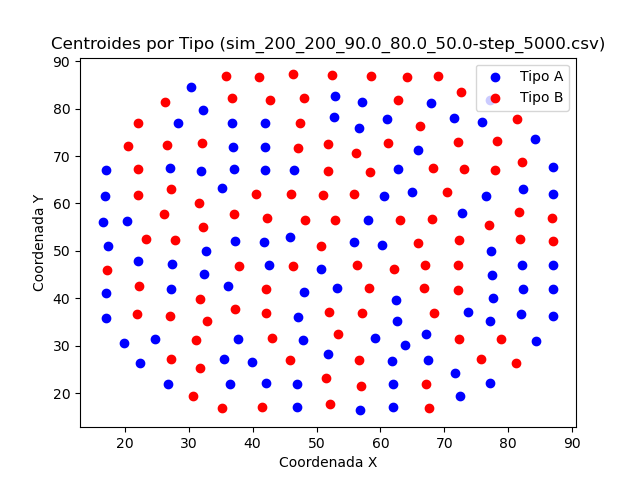 Centroides por Tipo (sim_200_200_90.0_80.0_50.0-step_5000.csv)
Tipo A
Tipo B
90
80
70
60
50
40
30
20
Coordenada Y
20 30 40 50 60 70 80 90
Coordenada X